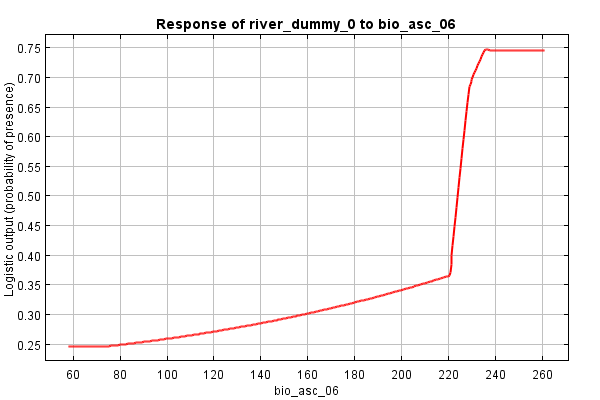 Response of river_dummy_0 to bio_asc_06
Logistic output (probability of presence)
0.75
0.70
0.65
0.60
0.55
0.50
0.45
0.40
0.35
0.30
0.25
60 80 100 120 140 160 180 200 220 240 260
bio_asc_06